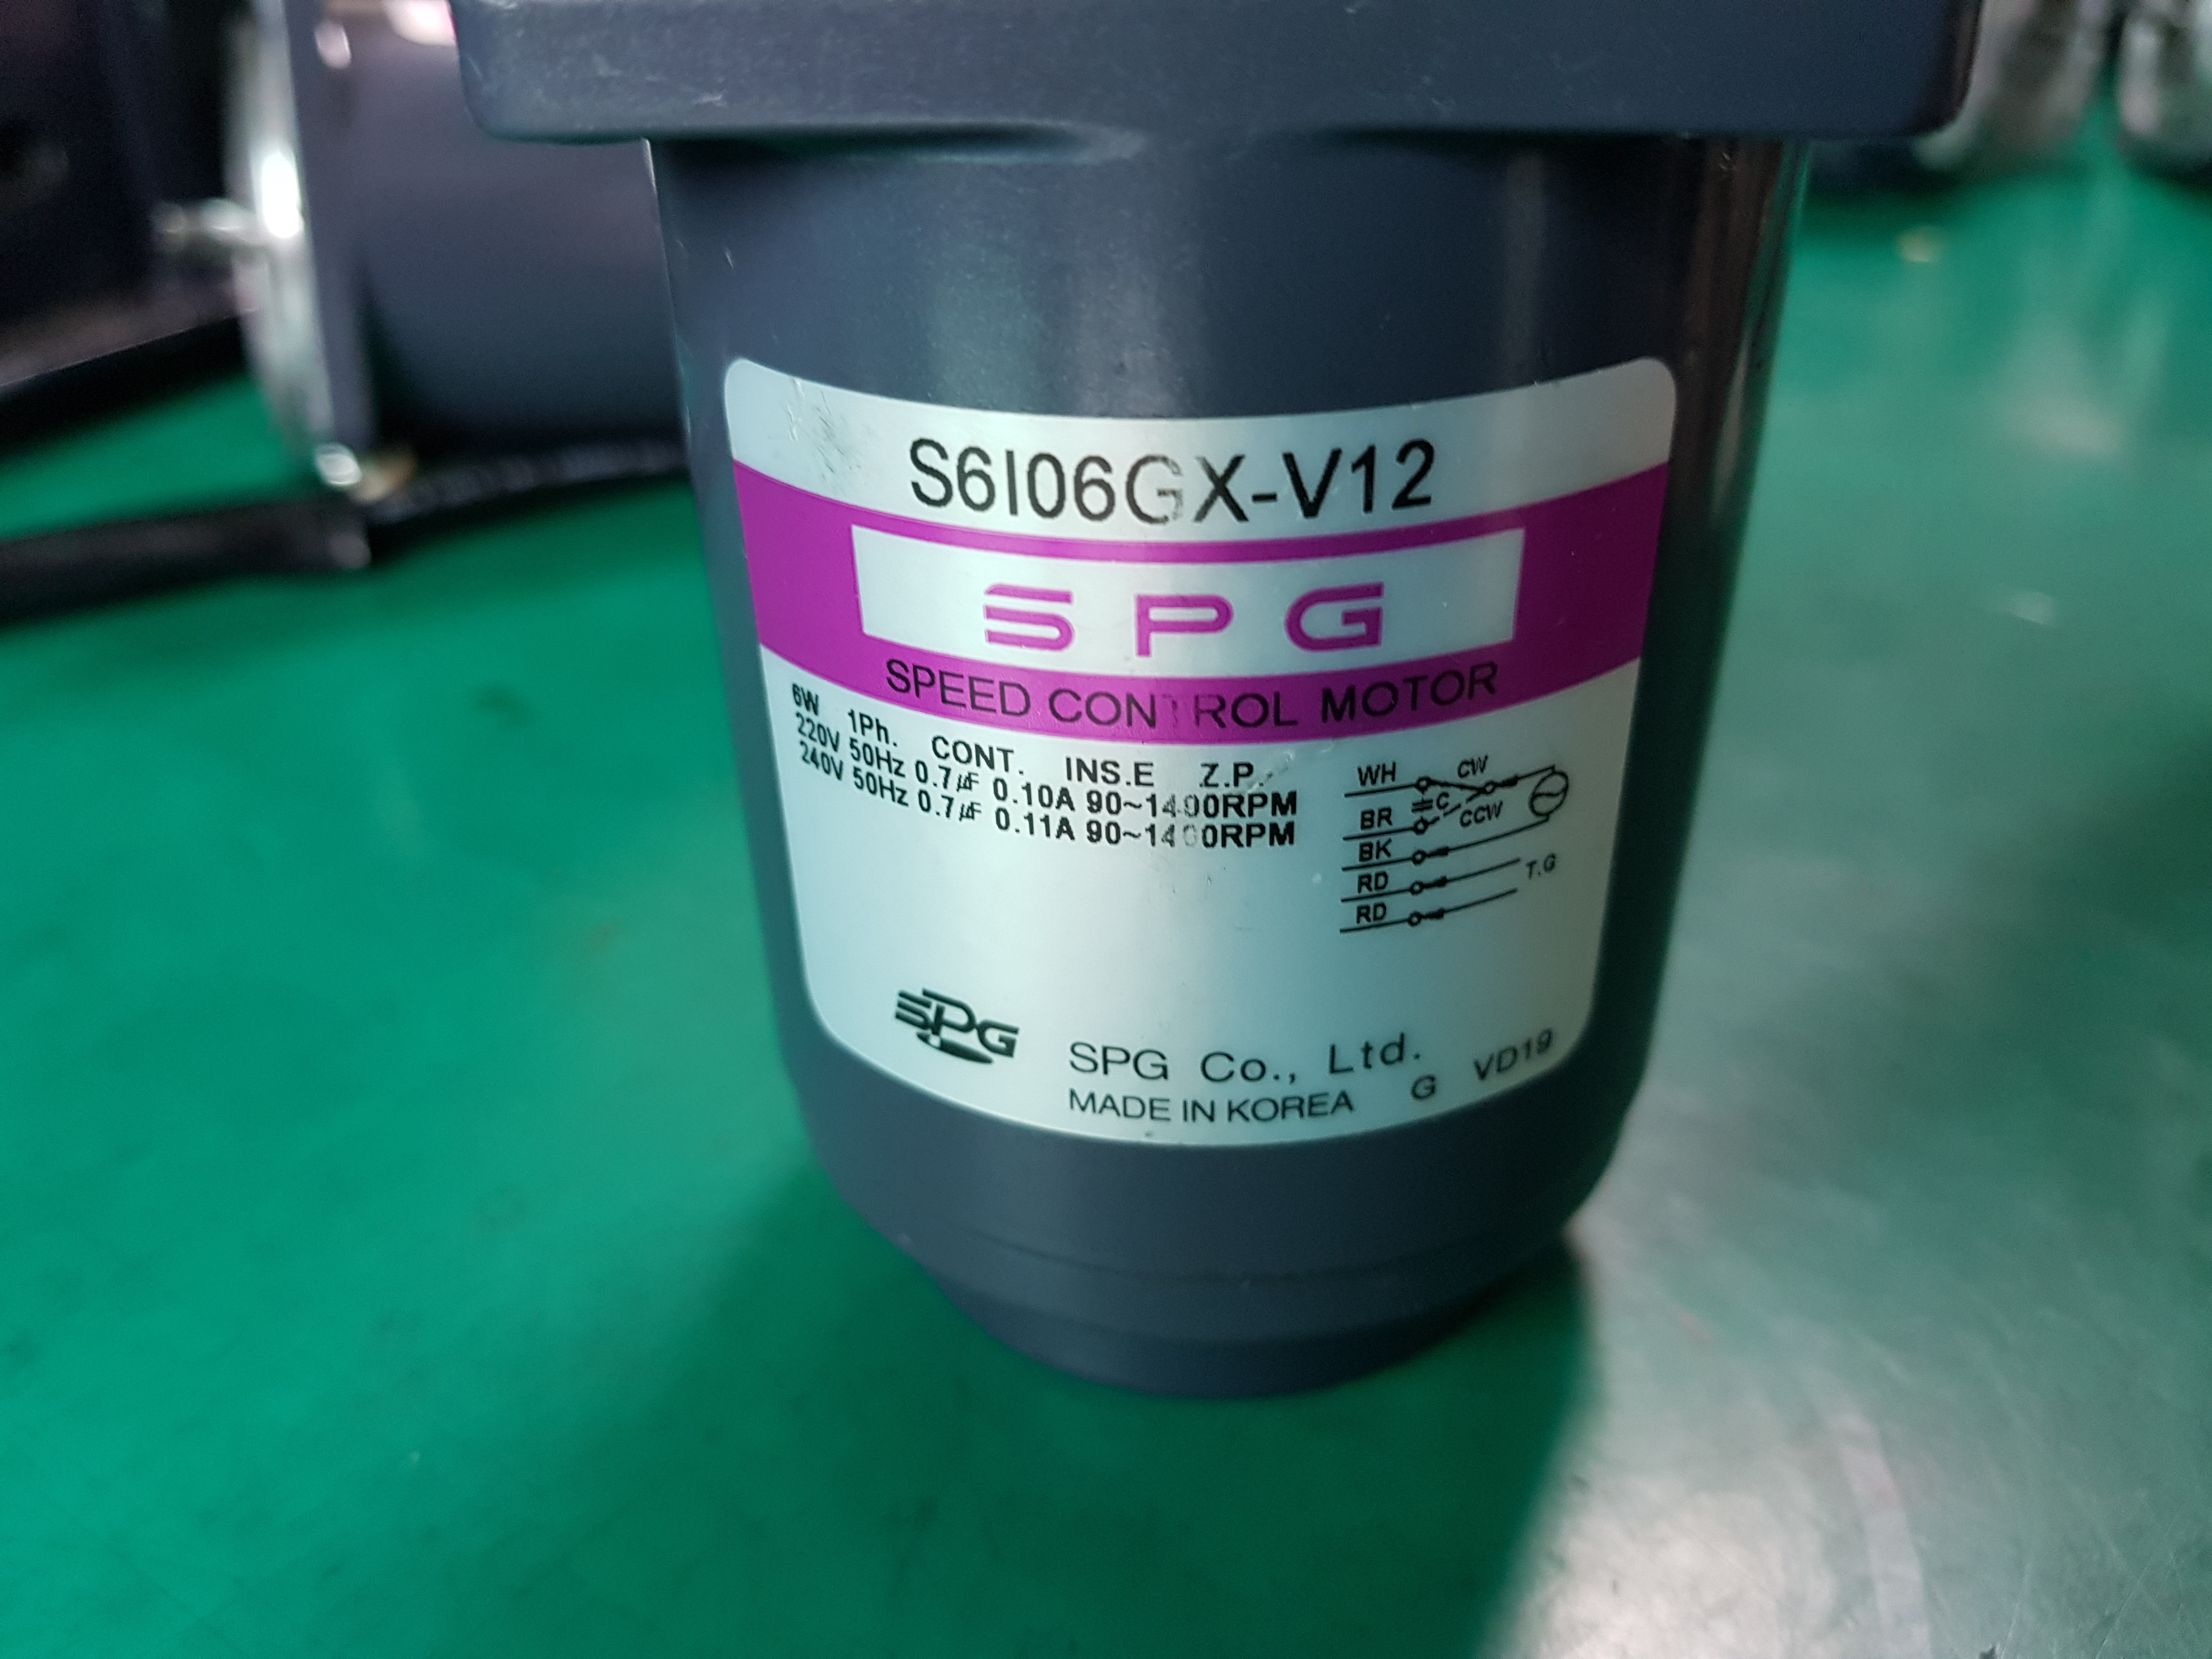 S6I06GX-V12
SPG
SPEED CONTROL MOTOR
6W 1Ph. CONT. INS.E Z.P.
220V 50Hz 0.7㎌ 0.10A 90~1400RPM
240V 50Hz 0.7㎌ 0.11A 90~1400RPM
WH CW
C
BR CCW
BK
RD T.G
RD
SPG
SPG Co., Ltd.
MADE IN KOREA G VD19